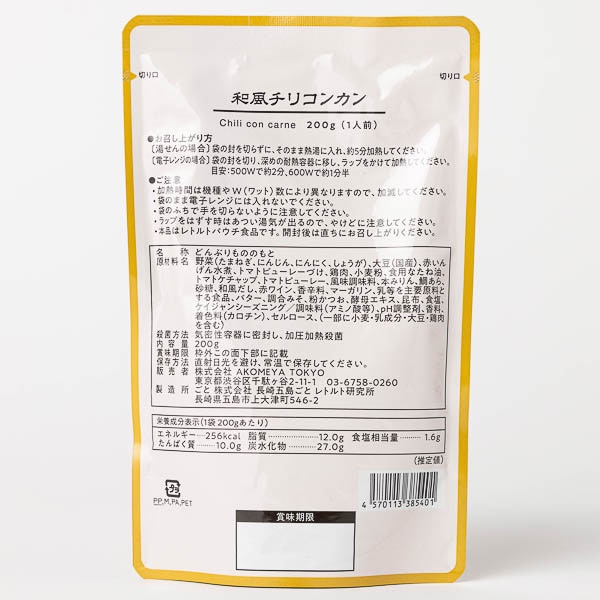 切り口
切り口
和風チリコンカン
Chili con carne 200g (1人前)
●お召し上がり方
〔湯せんの場合〕袋の封を切らずに、そのまま熱湯に入れ、約5分加熱してください。
〔電子レンジの場合〕袋の封を切り、深めの耐熱容器に移し、ラップをかけて加熱してください。
目安:500Wで約2分、600Wで約1分半
●ご注意
・加熱時間は機種やW(ワット)数により異なりますので、加減してください。
・袋のまま電子レンジには入れないでください。
・袋のふちで手を切らないように注意してください。
・ラップをはずす時はあつい湯気が出るので、やけどに注意してください。
・本品はレトルトパウチ食品です。開封後は直ちにお召し上がりください。
名称 どんぶりもののもと
原材料名 野菜(たまねぎ、にんじん、にんにく、しょうが)、大豆(国産)、赤いん
げん水煮、トマトピューレーづけ、鶏肉、小麦粉、食用なたね油、
トマトケチャップ、トマトピューレー、清酒、本みりん、鯛あら、
砂糖、和風だし、赤ワイン、香辛料、マーガリン、乳等を主要原料と
する食品、バター、調合みそ、粉かつお、酵母エキス、昆布、食塩、
ケイジャンシーズニング/調味料(アミノ酸等)、pH調整剤、香料、
着色料(カロチン)、セルロース、(一部に小麦・乳成分・大豆・鶏肉
を含む)
殺菌方法 気密性容器に密封し、加圧加熱殺菌
内容量 200g
賞味期限 枠外この面下部に記載
保存方法 直射日光を避け、常温で保存してください。
販売者 株式会社 AKOMEYA TOKYO
東京都渋谷区千駄ヶ谷2-11-1 03-6758-0260
製造所 ごと 株式会社 長崎五島ごと レトルト研究所
長崎県五島市上大津町546-2
栄養成分表示(1袋 200gあたり)
エネルギー 256kcal 脂質 12.0g 食塩相当量 1.6g
たんぱく質 10.0g 炭水化物 27.0g
(推定値)
プラ
PP,M,PA,PET
4 570113 385401
賞味期限